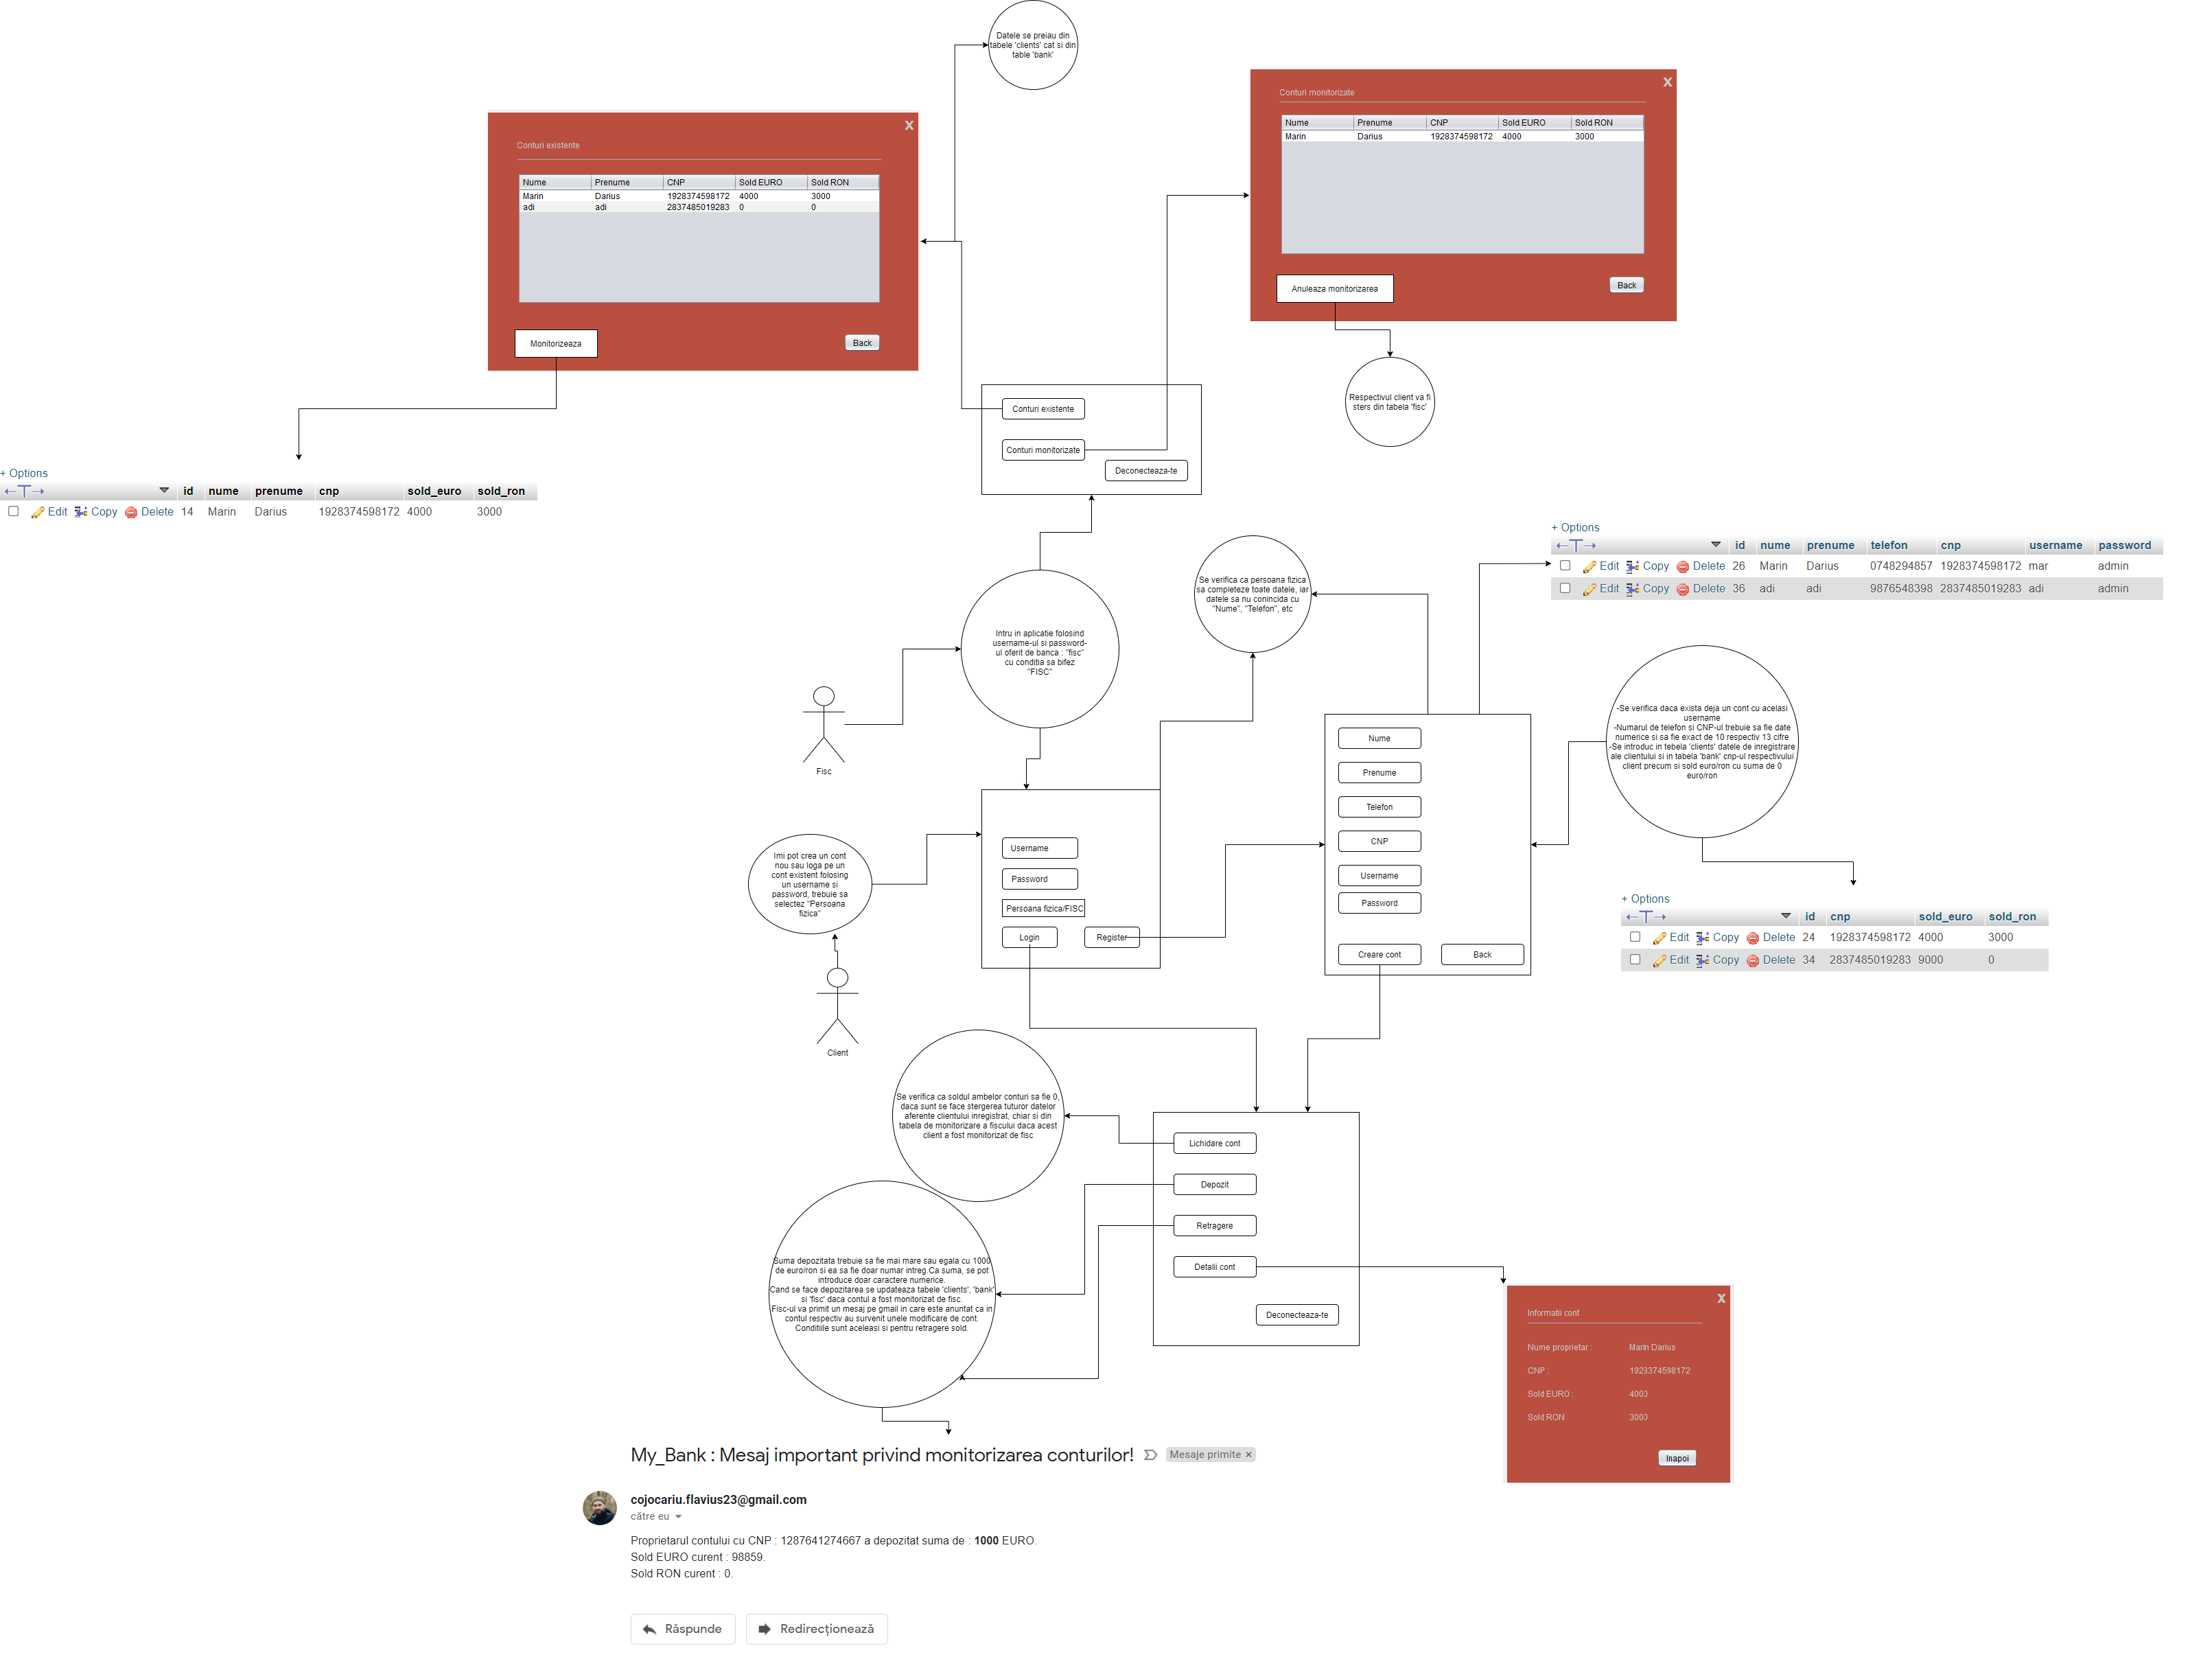 Datele se preiau din
tabele 'clients' cat si din
table 'bank'
X
Conturi existente
Nume Prenume CNP Sold EURO Sold RON
Marin Darius 1928374598172 4000 3000
adi adi 2837485019283 0 0
Monitorizeaza
Back
X
Conturi monitorizate
Nume Prenume CNP Sold EURO Sold RON
Marin Darius 1928374598172 4000 3000
Anuleaza monitorizarea
Back
Respectivul client va fi
sters din tabela 'fisc'
Conturi existente
Conturi monitorizate
Deconecteaza-te
+ Options
id nume prenume cnp sold_euro sold_ron
Edit Copy Delete 14 Marin Darius 1928374598172 4000 3000
+ Options
id nume prenume telefon cnp username password
Edit Copy Delete 26 Marin Darius 0748294857 1928374598172 mar admin
Edit Copy Delete 36 adi adi 9876548398 2837485019283 adi admin
Se verifica ca persoana fizica
sa completeze toate datele, iar
datele sa nu conincida cu
"Nume", "Telefon", etc
Intru in aplicatie folosind
username-ul si password-
ul oferit de banca : "fisc"
cu conditia sa bifez
"FISC"
Fisc
-Se verifica daca exista deja un cont cu acelasi
username
-Numarul de telefon si CNP-ul trebuie sa fie date
numerice si sa fie exact de 10 respectiv 13 cifre
-Se introduc in tebela 'clients' datele de inregistrare
ale clientului si in tabela 'bank' cnp-ul respectivului
client precum si sold euro/ron cu suma de 0
euro/ron
Nume
Prenume
Telefon
CNP
Username
Password
Creare cont
Back
Imi pot crea un cont
nou sau loga pe un
cont existent folosing
un username si
password, trebuie sa
selectez "Persoana
fizica"
Username
Password
Persoana fizica/FISC
Login
Register
Client
+ Options
id cnp sold_euro sold_ron
Edit Copy Delete 24 1928374598172 4000 3000
Edit Copy Delete 34 2837485019283 9000 0
Se verifica ca soldul ambelor conturi sa fie 0,
daca sunt se face stergerea tuturor datelor
aferente clientului inregistrat, chiar si din
tabela de monitorizare a fiscului daca acest
client a fost monitorizat de fisc
Lichidare cont
Depozit
Retragere
Detalii cont
Deconecteaza-te
Suma depozitata trebuie sa fie mai mare sau egala cu 1000
de euro/ron si ea sa fie doar numar intreg.Ca suma, se pot
introduce doar caractere numerice.
Cand se face depozitarea se updateaza tabele 'clients', 'bank'
si 'fisc' daca contul a fost monitorizat de fisc.
Fisc-ul va primit un mesaj pe gmail in care este anuntat ca in
contul respectiv au survenit unele modificare de cont.
Conditiile sunt aceleasi si pentru retragere sold.
X
Informatii cont
Nume proprietar : Marin Darius
CNP : 1928374598172
Sold EURO : 4000
Sold RON 3000
Inapoi
My_Bank : Mesaj important privind monitorizarea conturilor! Mesaje primite ×
cojocariu.flavius23@gmail.com
către eu
Proprietarul contului cu CNP : 1287641274667 a depozitat suma de : 1000 EURO.
Sold EURO curent : 98859.
Sold RON curent : 0.
Răspunde
Redirecționează